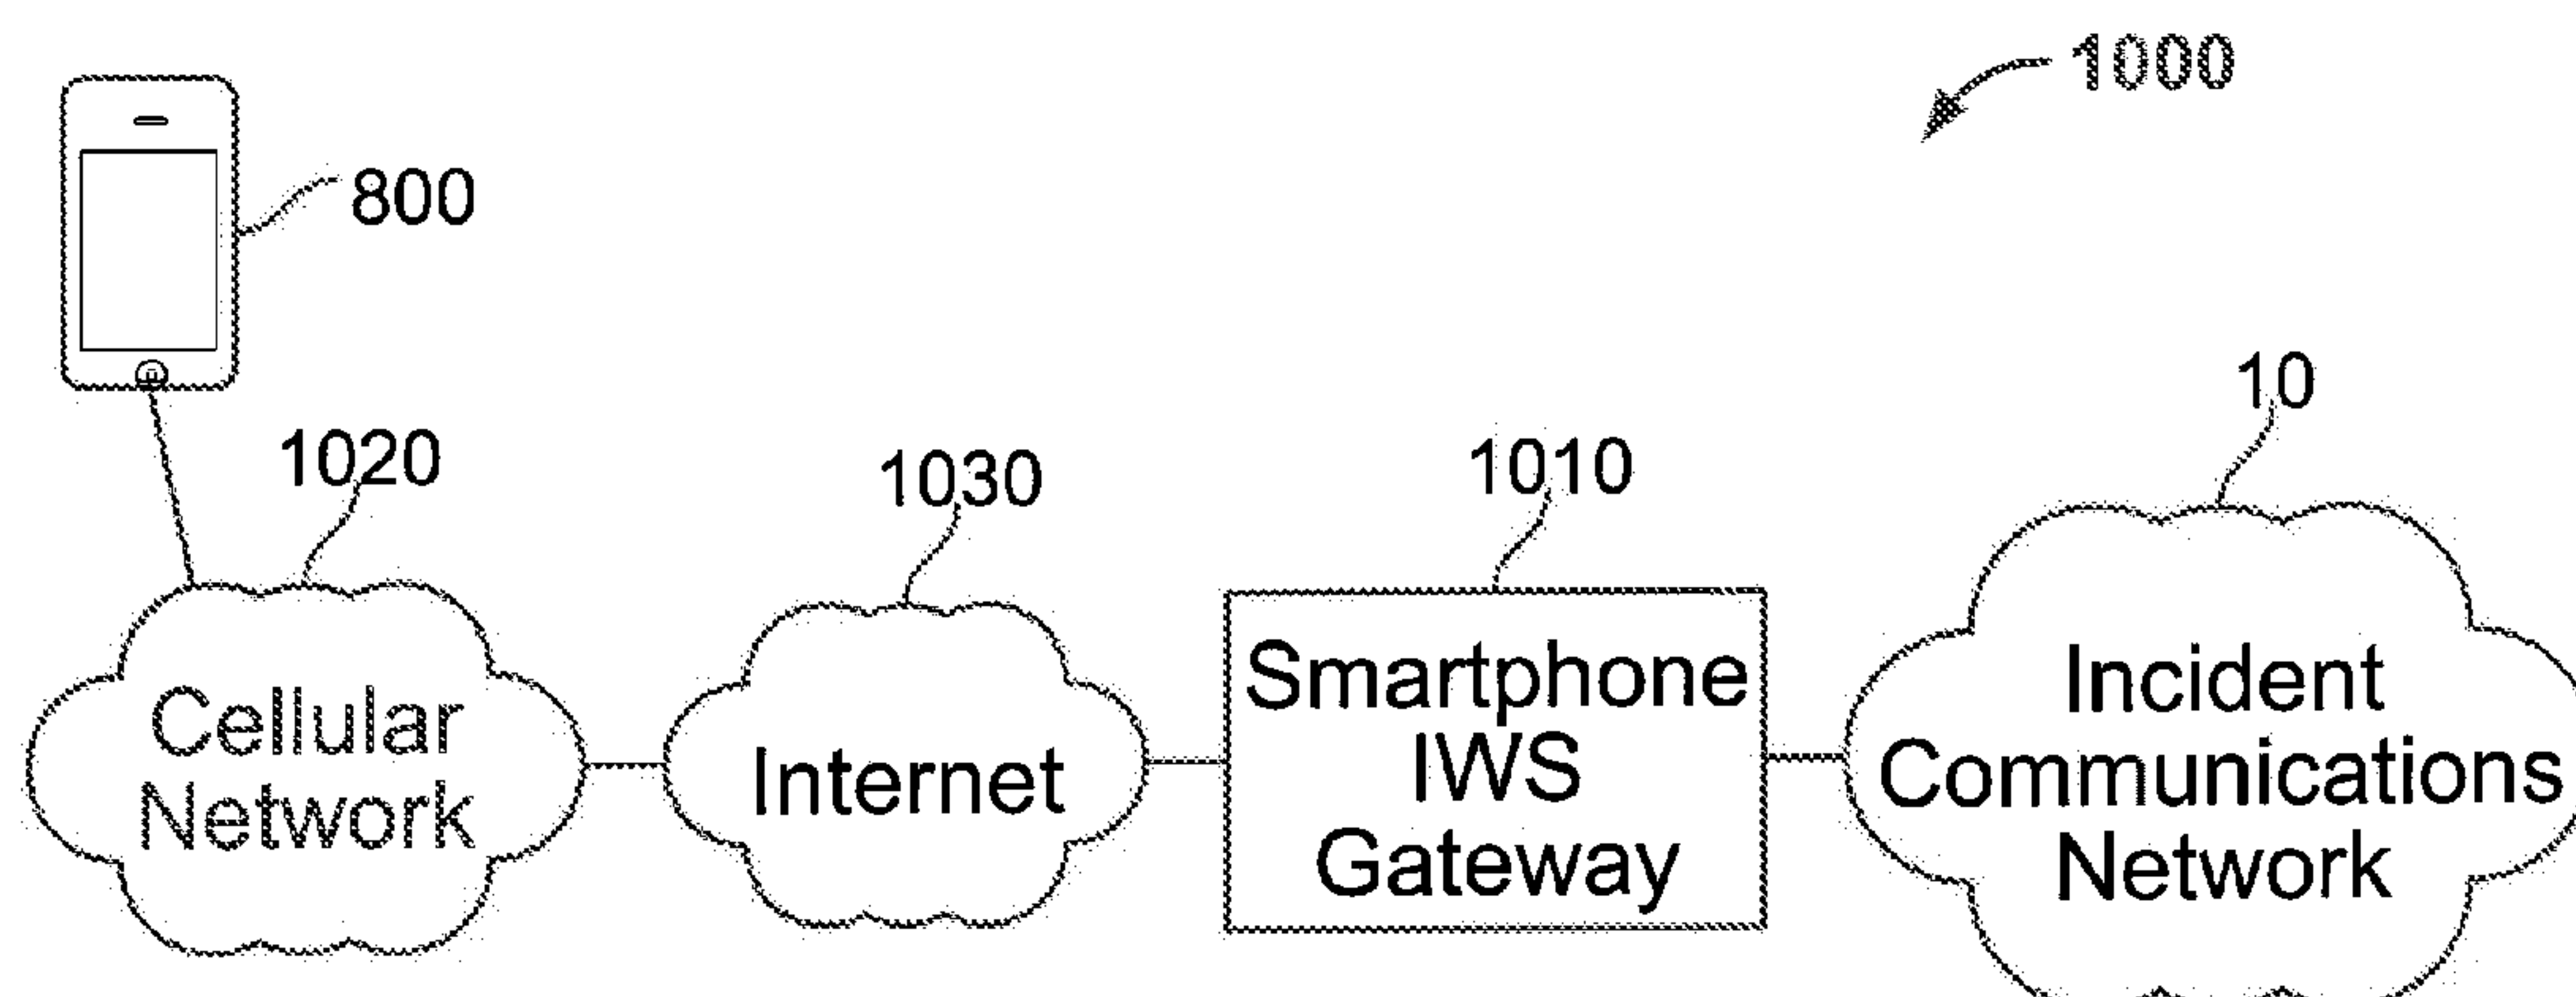 1000
800
10
1020
1030
1010
Cellular
Network
Internet
Smartphone
IWS
Gateway
Incident
Communications
Network